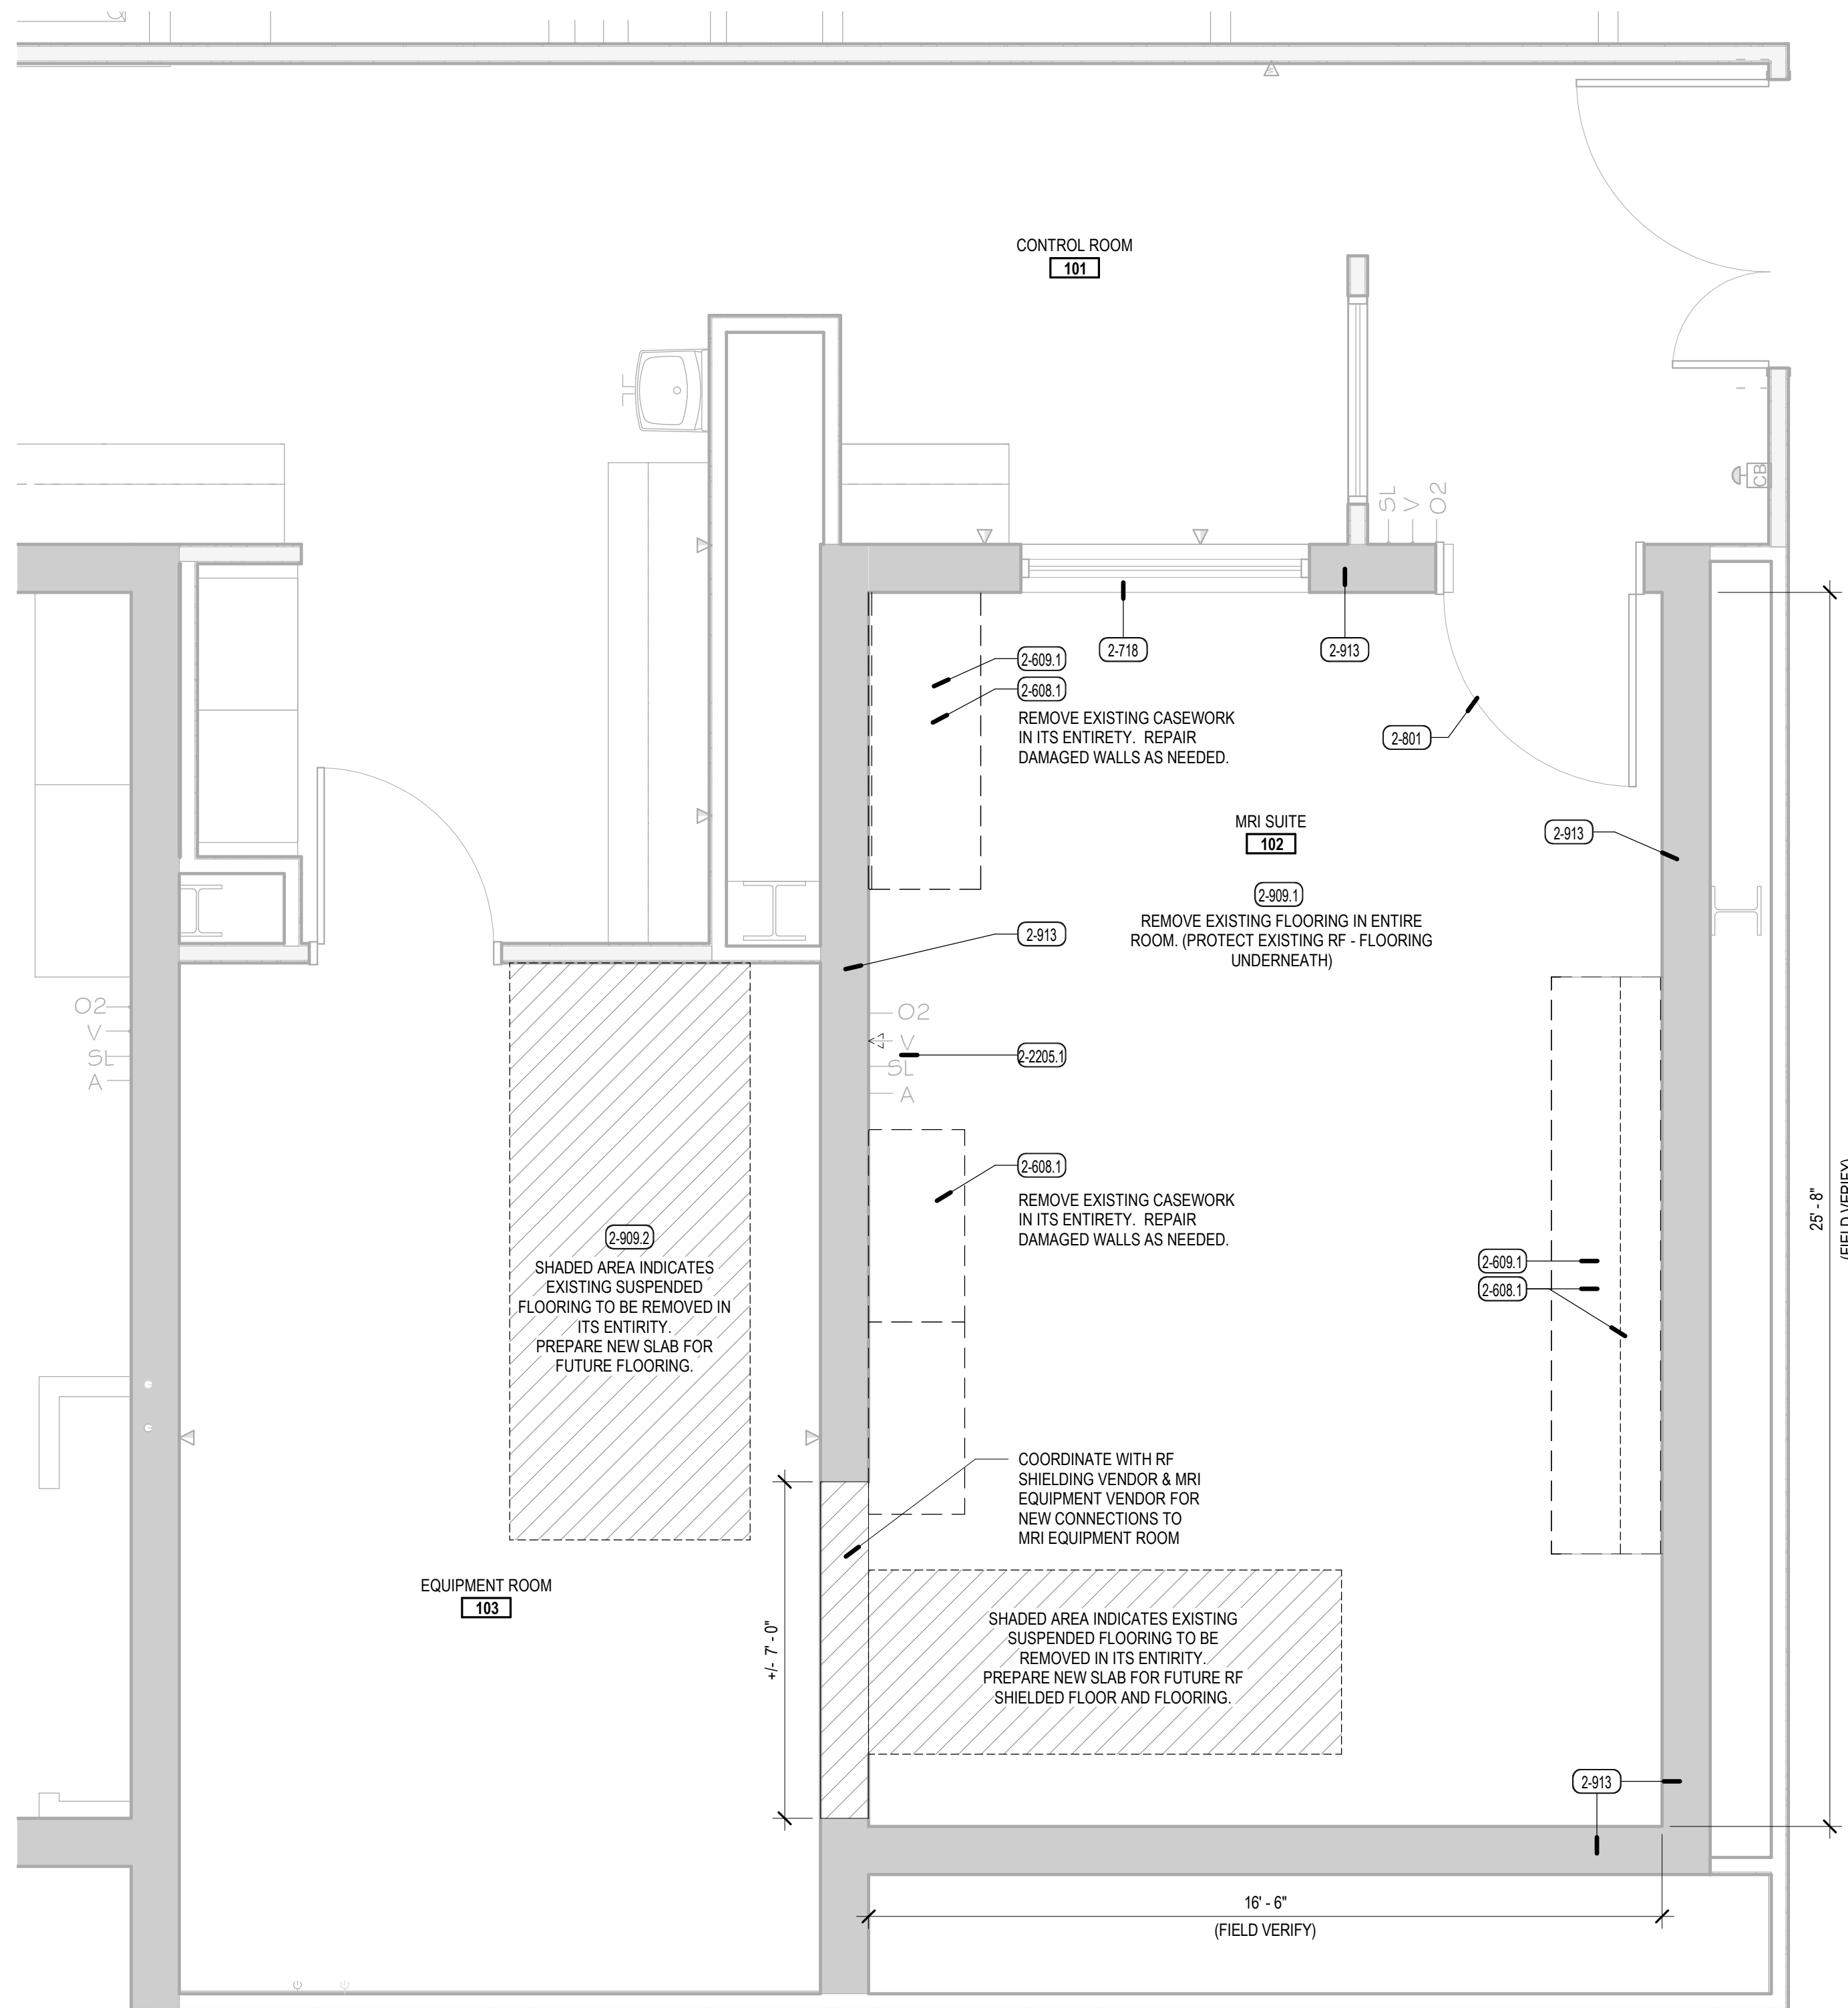 CONTROL ROOM
101
SL
V
O2
CB
2-609.1
2-718
2-913
2-608.1
REMOVE EXISTING CASEWORK
IN ITS ENTIRETY. REPAIR
DAMAGED WALLS AS NEEDED.
2-801
MRI SUITE
102
2-913
2-909.1
REMOVE EXISTING FLOORING IN ENTIRE
ROOM. (PROTECT EXISTING RF - FLOORING
UNDERNEATH)
2-913
O2
V
SL
A
O2
V
SL
A
2-2205.1
2-608.1
REMOVE EXISTING CASEWORK
IN ITS ENTIRETY. REPAIR
DAMAGED WALLS AS NEEDED.
25' - 8"
(FIELD VERIFY)
2-909.2
SHADED AREA INDICATES
EXISTING SUSPENDED
FLOORING TO BE REMOVED IN
ITS ENTIRITY.
PREPARE NEW SLAB FOR
FUTURE FLOORING.
2-609.1
2-608.1
COORDINATE WITH RF
SHIELDING VENDOR & MRI
EQUIPMENT VENDOR FOR
NEW CONNECTIONS TO
MRI EQUIPMENT ROOM
EQUIPMENT ROOM
103
+/- 7' - 0"
SHADED AREA INDICATES EXISTING
SUSPENDED FLOORING TO BE
REMOVED IN ITS ENTIRITY.
PREPARE NEW SLAB FOR FUTURE RF
SHIELDED FLOOR AND FLOORING.
2-913
16' - 6"
(FIELD VERIFY)